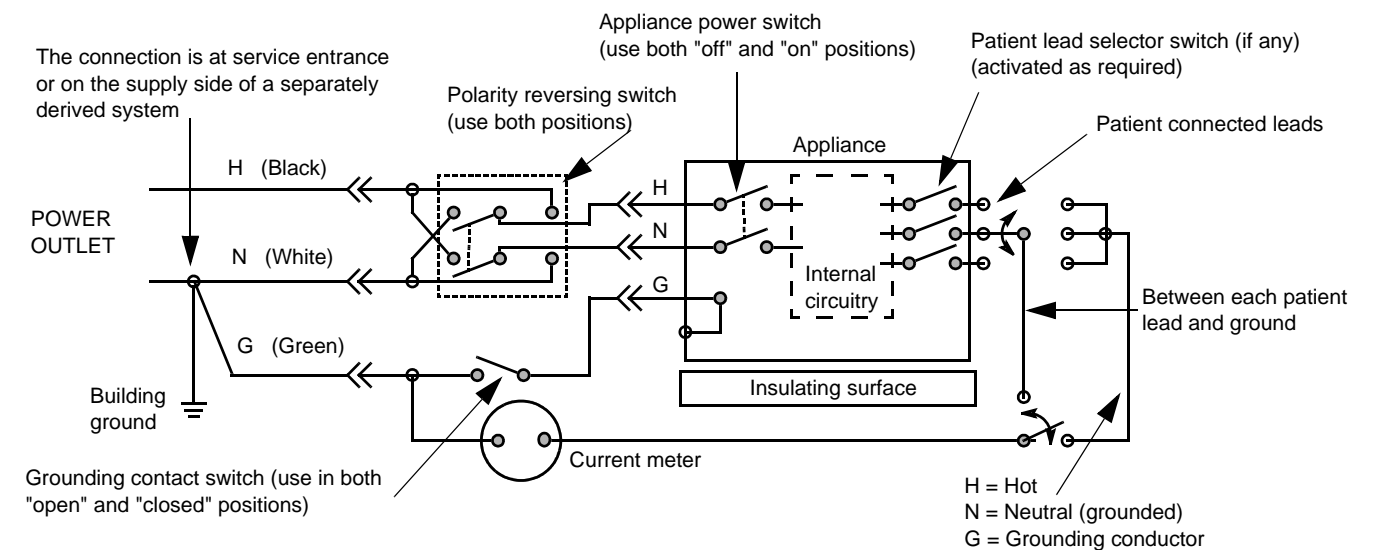 Appliance power switch
(use both "off" and "on" positions)
Patient lead selector switch (if any)
(activated as required)
The connection is at service entrance
or on the supply side of a separately
derived system
Polarity reversing switch
(use both positions)
Patient connected leads
Appliance
H (Black)
H
POWER
OUTLET
N
N (White)
Internal
circuitry
G
Between each patient
lead and ground
G (Green)
Insulating surface
Building
ground
Current meter
Grounding contact switch (use in both
"open" and "closed" positions)
H = Hot
N = Neutral (grounded)
G = Grounding conductor